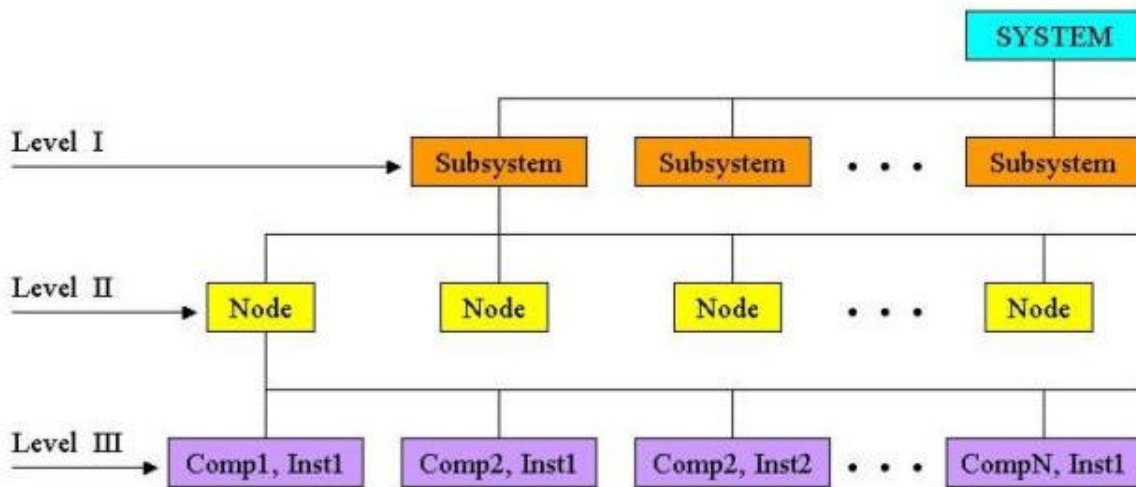 SYSTEM
Level I
Subsystem
Subsystem
• • •
Subsystem
Level II
Node
Node
Node
• • •
Node
Level III
Comp1, Inst1
Comp2, Inst1
Comp2, Inst2
• • •
CompN, Inst1